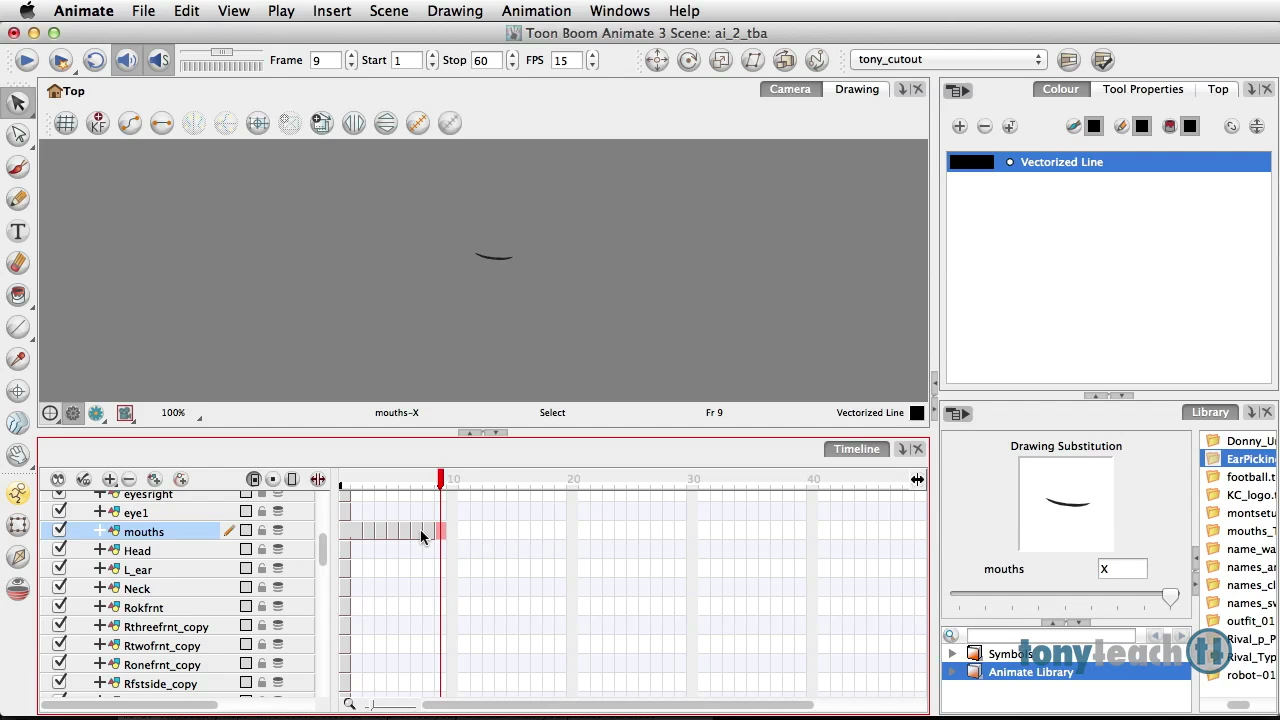 Animate File Edit View Play Insert Scene Drawing Animation Windows Help
Toon Boom Animate 3 Scene: ai_2_tba
Frame 9 Start 1 Stop 60 FPS 15 tony_cutout
Top Camera Drawing
Colour Tool Properties Top
KF
Vectorized Line
T
100% mouths-X Select Fr 9 Vectorized Line
Library
Timeline
Drawing Substitution
mouths X
10 20 30 40
eyesright
eye1
mouths
Head
L_ear
Neck
Rokfrnt
Rthreefrnt_copy
Rtwofrnt_copy
Ronefrnt_copy
Rfstside_copy
Donny_U
EarPickin
football.t
KC_logo.t
montsetu
mouths_T
name_wa
names_ar
names_cl
names_sv
outfit_01
Rival_p_P
Rival_Typ
robot-01
Symbols
Animate Library
tonyteach tt